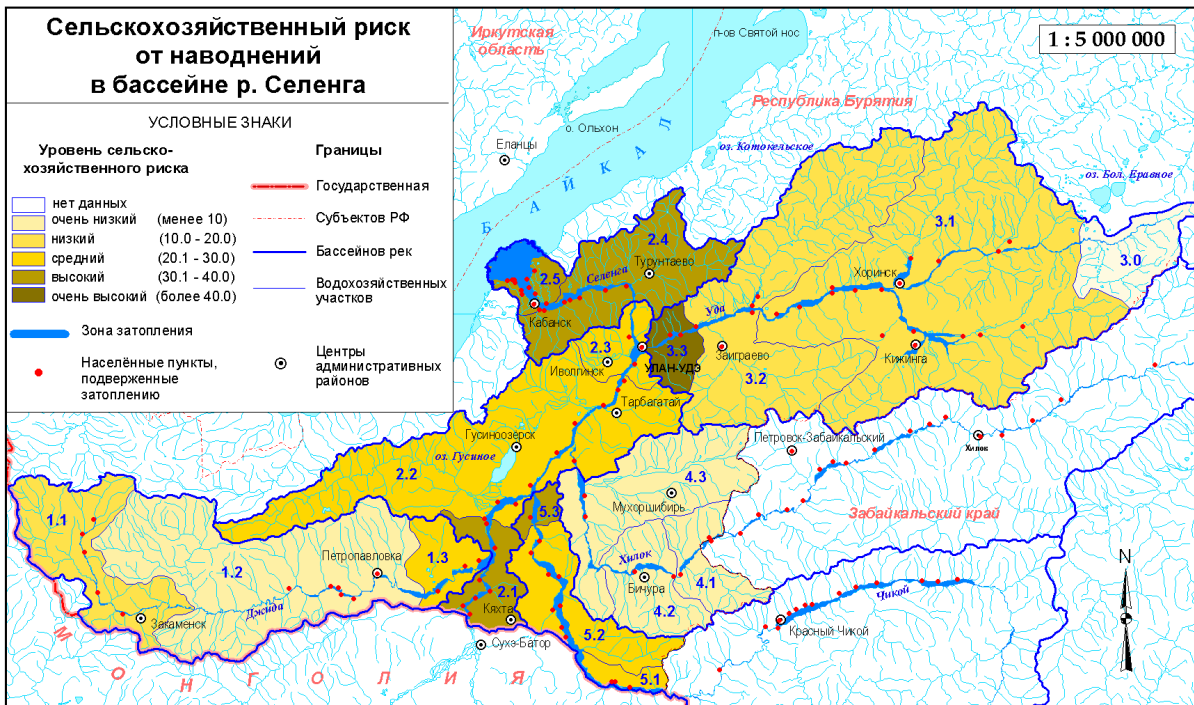 Сельскохозяйственный риск
от наводнений
в бассейне р. Селенга
УСЛОВНЫЕ ЗНАКИ
Уровень сельско-
хозяйственного риска
нет данных
очень низкий (менее 10)
низкий (10.0 - 20.0)
средний (20.1 - 30.0)
высокий (30.1 - 40.0)
очень высокий (более 40.0)
Зона затопления
Населённые пункты,
подверженные
затоплению
Границы
Государственная
Субъектов РФ
Бассейнов рек
Водохозяйственных
участков
Центры
административных
районов
1 : 5 000 000
Иркутская
область
п-ов Святой нос
Республика Бурятия
о. Ольхон
Еланцы
БАЙКАЛ
оз. Котокельское
оз. Бол. Еравное
3.1
3.0
2.4
Турунтаево
Хоринск
2.5
Селенга
Кабанск
Уда
3.3
2.3
Иволгинск
УЛАН-УДЭ
Заиграево
Кижинга
3.2
Тарбагатай
Гусиноозерск
оз. Гусиное
Петровск-Забайкальский
Хилок
2.2
4.3
Мухоршибирь
Забайкальский край
1.1
5.3
N
1.2
Петропавловка
1.3
Хилок
4.1
Бичура
2.1
4.2
Чикой
Джида
Закаменск
Кяхта
Красный Чикой
5.2
Сухэ-Батор
5.1
МОНГОЛИЯ